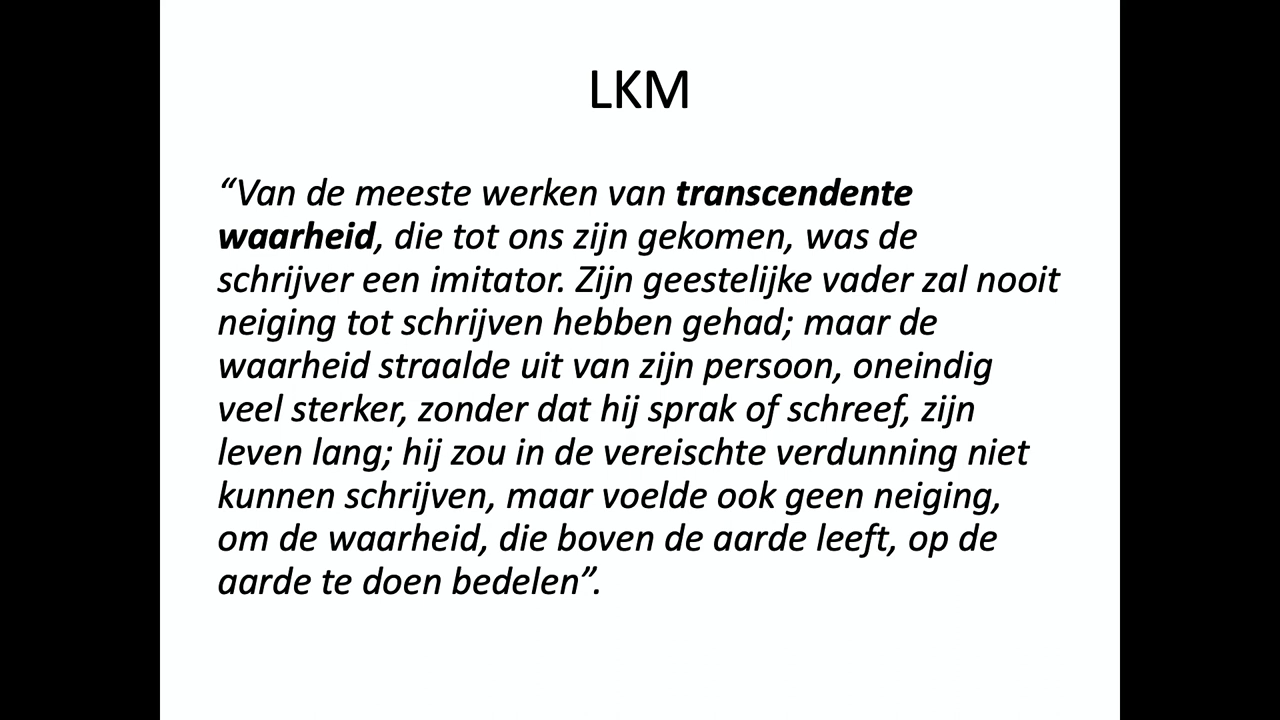 LKM
“Van de meeste werken van transcendente
waarheid, die tot ons zijn gekomen, was de
schrijver een imitator. Zijn geestelijke vader zal nooit
neiging tot schrijven hebben gehad; maar de
waarheid straalde uit van zijn persoon, oneindig
veel sterker, zonder dat hij sprak of schreef, zijn
leven lang; hij zou in de vereischte verdunning niet
kunnen schrijven, maar voelde ook geen neiging,
om de waarheid, die boven de aarde leeft, op de
aarde te doen bedelen”.